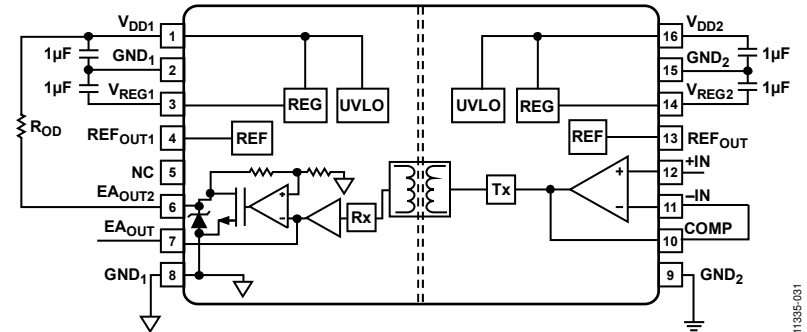 VDD1
1
1µF
GND1
2
1µF
VREG1
3
ROD
REFOUT1
4
NC
5
EAOUT2
6
EAOUT
7
GND1
8
REG
UVLO
REF
Rx
UVLO
REG
REF
Tx
+
−
+
−
16
VDD2
1µF
15
GND2
1µF
14
VREG2
13
REFOUT
12
+IN
11
−IN
10
COMP
9
GND2
11335-031